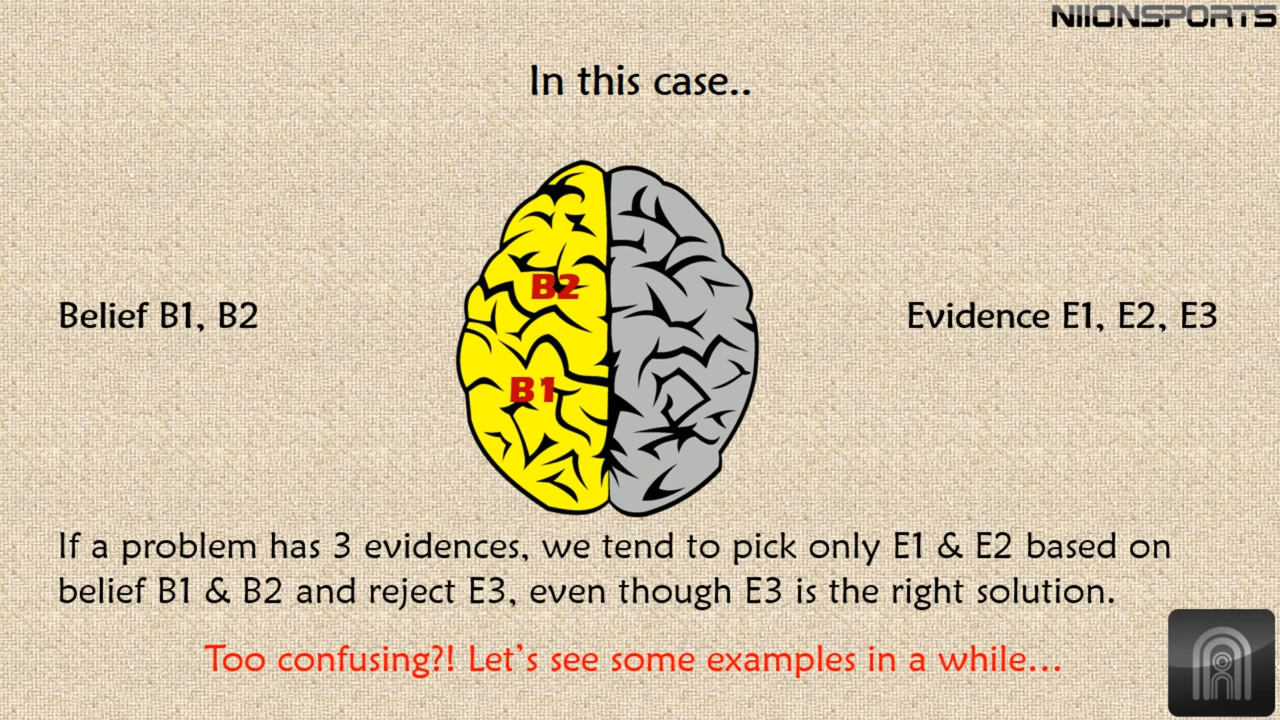 NIIONSPORTS
In this case..
B2
Belief B1, B2
Evidence E1, E2, E3
B1
If a problem has 3 evidences, we tend to pick only E1 & E2 based on
belief B1 & B2 and reject E3, even though E3 is the right solution.
Too confusing?! Let's see some examples in a while...